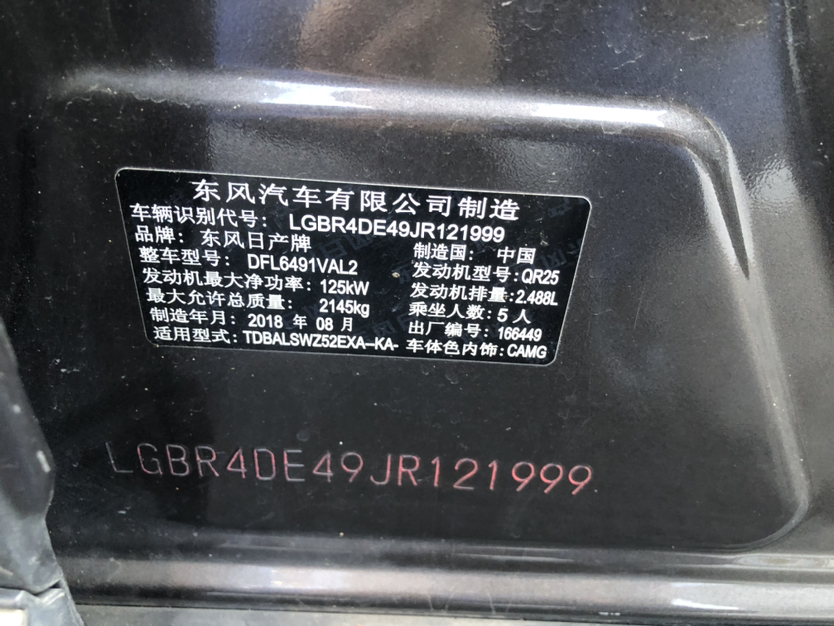 东风汽车有限公司制造
车辆识别代号: LGBR4DE49JR121999
品牌: 东风日产牌 制造国: 中国
整车型号: DFL6491VAL2 发动机型号: QR25
发动机最大净功率: 125kW 发动机排量: 2.488L
最大允许总质量: 2145kg 乘坐人数: 5 人
制造年月: 2018 年 08 月 出厂编号: 166449
适用型式: TDBALSWZ52EXA--KA- 车体色内饰: CAMG
LGBR4DE49JR121999